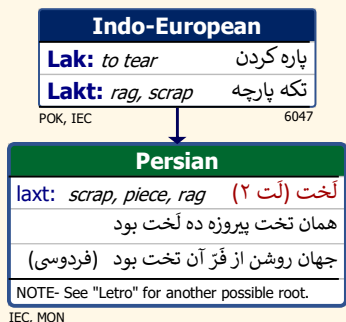 Indo-European
Lak: to tear پاره کردن
Lakt: rag, scrap تکه پارچه
POK, IEC 6047
Persian
laxt: scrap, piece, rag لَخت (لَت ۲)
همان تخت پیروزه ده لَخت بود
جهان روشن از فَرّ آن تخت بود (فردوسی)
NOTE- See "Letro" for another possible root.
IEC, MON